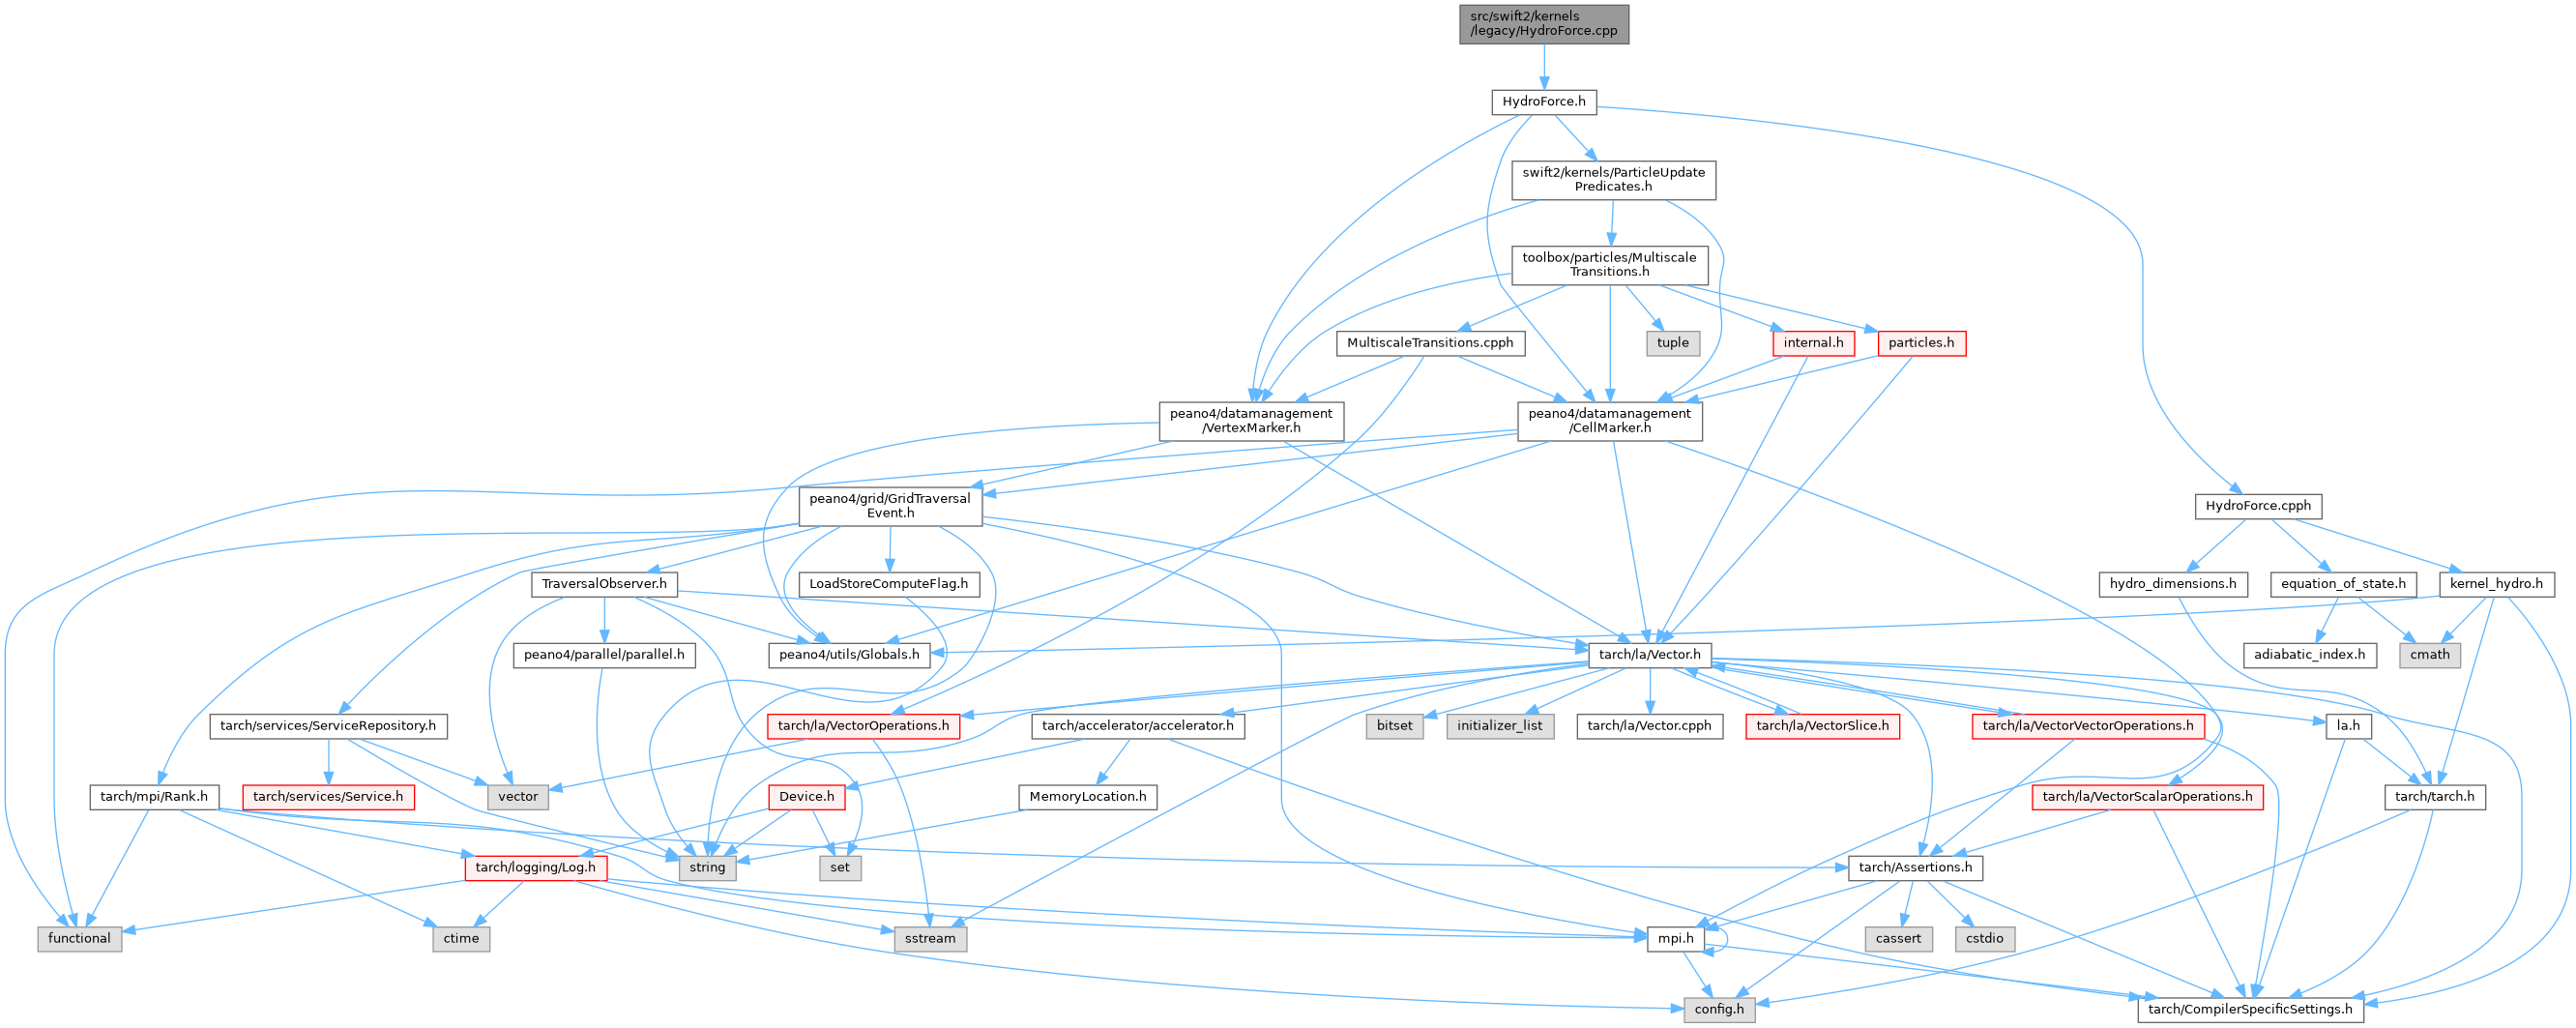 src/swift2/kernels
/legacy/HydroForce.cpp
HydroForce.h
swift2/kernels/ParticleUpdate
Predicates.h
toolbox/particles/Multiscale
Transitions.h
MultiscaleTransitions.cpph
tuple
internal.h
particles.h
peano4/datamanagement
/VertexMarker.h
peano4/datamanagement
/CellMarker.h
peano4/grid/GridTraversal
Event.h
HydroForce.cpph
TraversalObserver.h
LoadStoreComputeFlag.h
hydro_dimensions.h
equation_of_state.h
kernel_hydro.h
peano4/parallel/parallel.h
peano4/utils/Globals.h
tarch/la/Vector.h
adiabatic_index.h
cmath
tarch/services/ServiceRepository.h
tarch/la/VectorOperations.h
tarch/accelerator/accelerator.h
bitset
initializer_list
tarch/la/Vector.cpph
tarch/la/VectorSlice.h
tarch/la/VectorVectorOperations.h
la.h
tarch/mpi/Rank.h
tarch/services/Service.h
vector
Device.h
MemoryLocation.h
tarch/la/VectorScalarOperations.h
tarch/tarch.h
tarch/logging/Log.h
string
set
tarch/Assertions.h
functional
ctime
sstream
mpi.h
cassert
cstdio
config.h
tarch/CompilerSpecificSettings.h